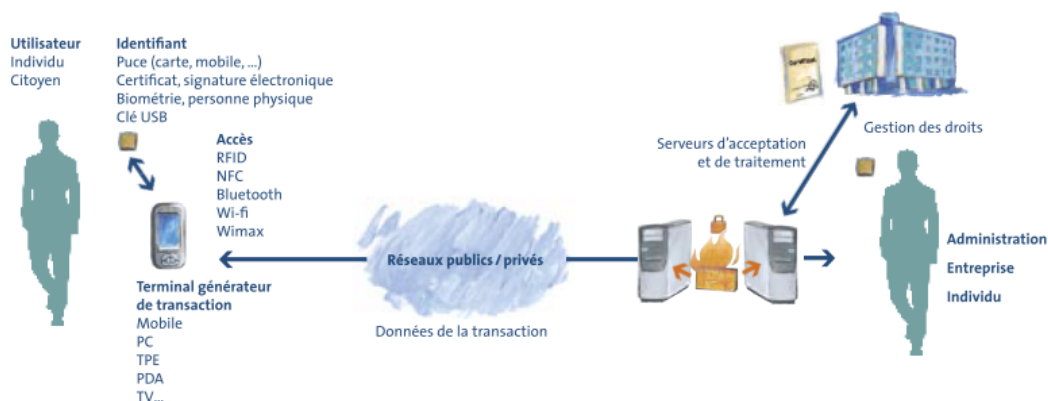 Utilisateur
Individu
Citoyen
Identifiant
Puce (carte, mobile, ...)
Certificat, signature électronique
Biométrie, personne physique
Clé USB
Accès
RFID
NFC
Bluetooth
Wi-fi
Wimax
Terminal générateur
de transaction
Mobile
PC
TPE
PDA
TV...
Réseaux publics / privés
Données de la transaction
Serveurs d'acceptation
et de traitement
Certificat
Gestion des droits
Administration
Entreprise
Individu